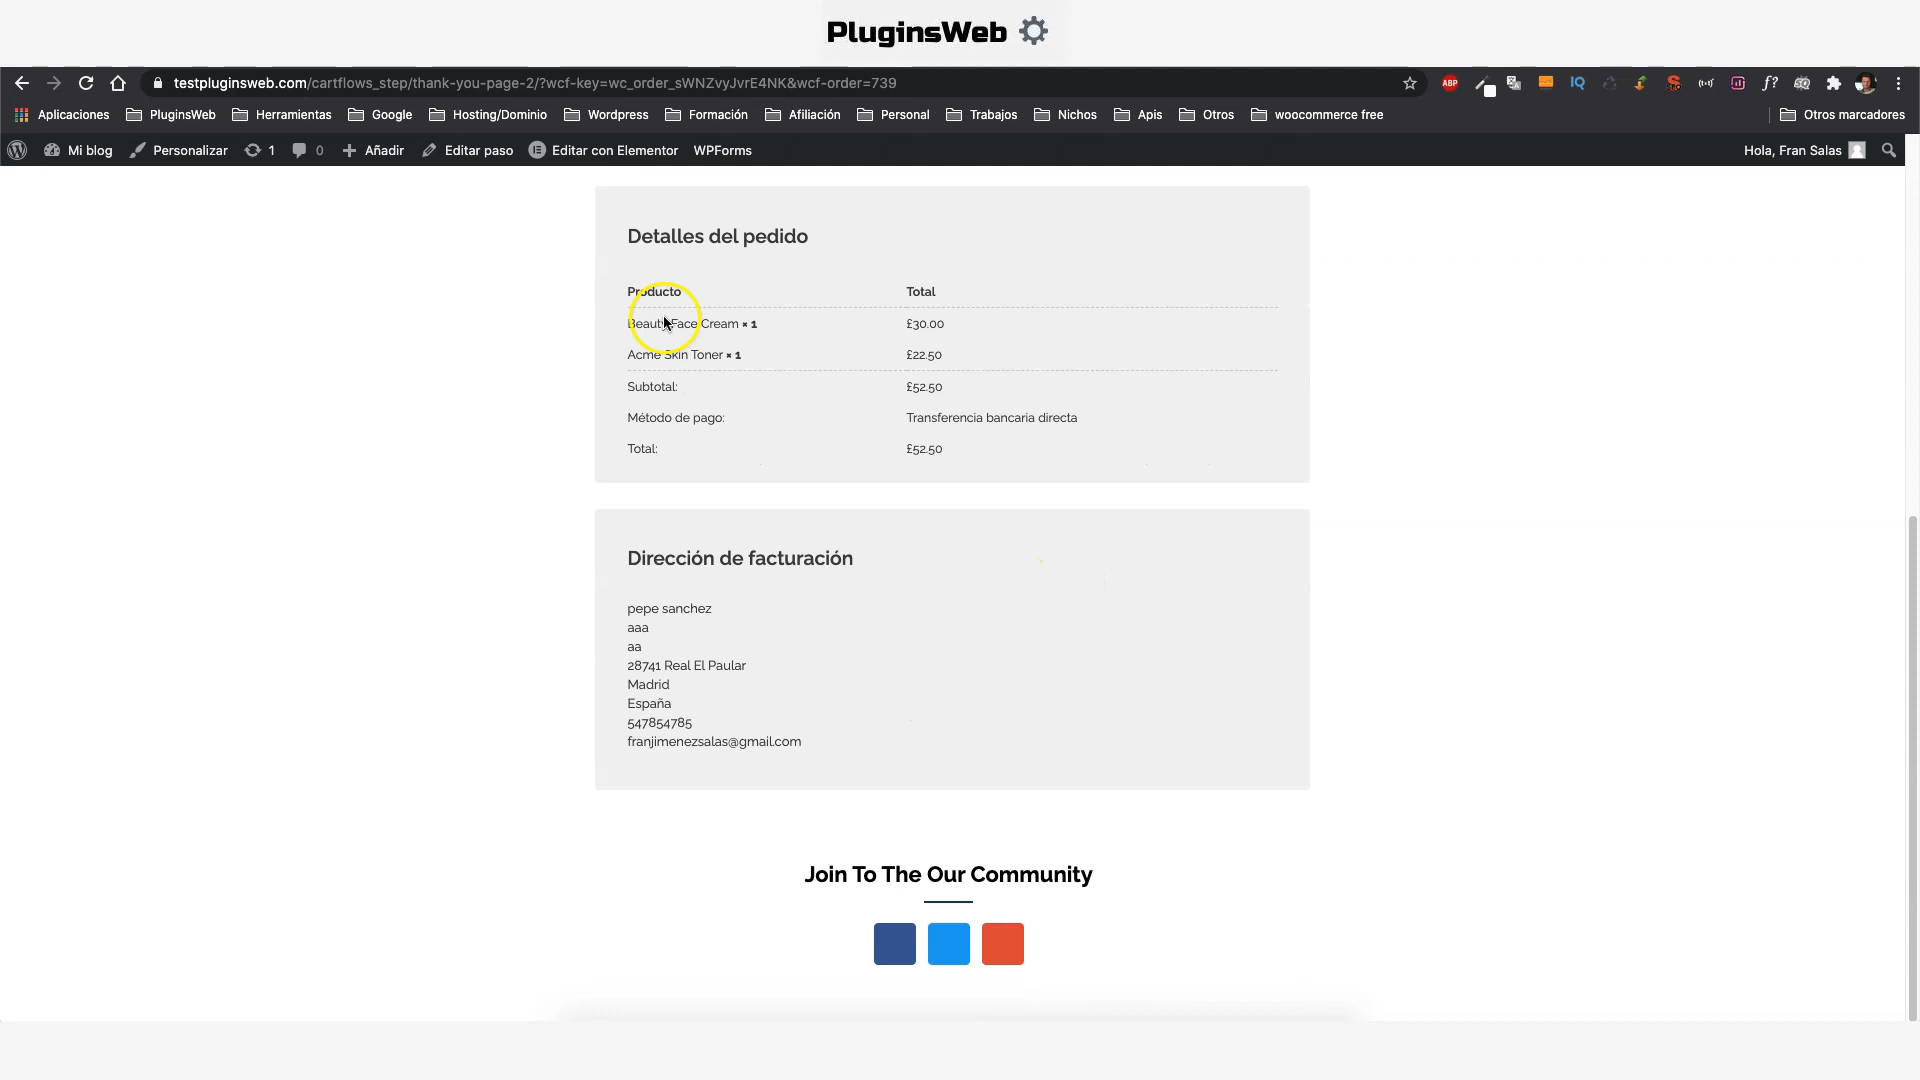 PluginsWeb
testpluginsweb.com/cartflows_step/thank-you-page-2/?wcf-key=wc_order_sWNZvyJvrE4NK&wcf-order=739
ABP IQ f?
Aplicaciones PluginsWeb Herramientas Google Hosting/Dominio Wordpress Formación Afiliación Personal Trabajos Nichos Apis Otros woocommerce free Otros marcadores
Mi blog Personalizar 1 0 Añadir Editar paso Editar con Elementor WPForms Hola, Fran Salas
Detalles del pedido
Producto Total
Beauty Face Cream × 1 £30.00
Acme Skin Toner × 1 £22.50
Subtotal: £52.50
Método de pago: Transferencia bancaria directa
Total: £52.50
Dirección de facturación
pepe sanchez
aaa
aa
28741 Real El Paular
Madrid
España
547854785
franjimenezsalas@gmail.com
Join To The Our Community